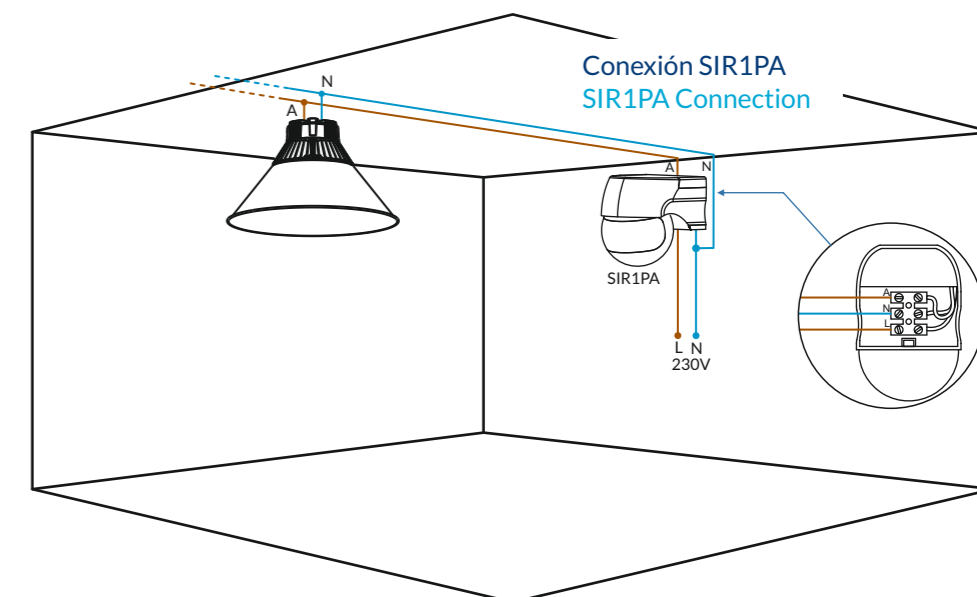 Conexión SIR1PA
SIR1PA Connection
N
A
A N
SIR1PA
A
N
L
L N
230V